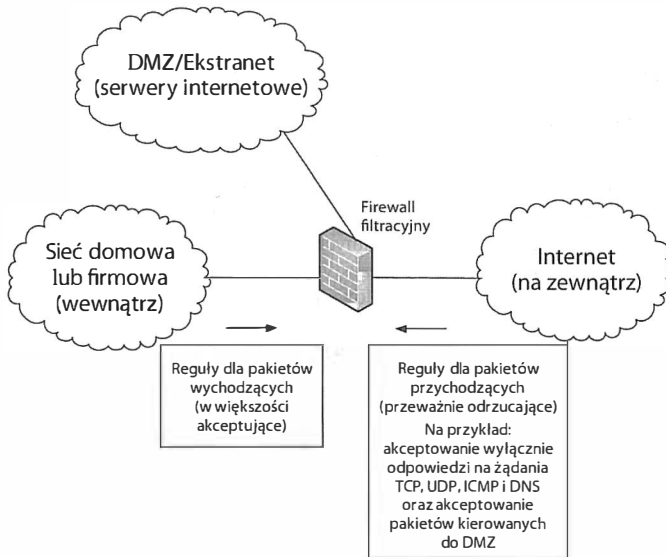 DMZ/Ekstranet
(serwery internetowe)
Firewall
filtracyjny
Sieć domowa
lub firmowa
(wewnątrz)
Internet
(na zewnątrz)
Reguły dla pakietów
wychodzących
(w większości
akceptujące)
Reguły dla pakietów
przychodzących
(przeważnie odrzucające)
Na przykład:
akceptowanie wyłącznie
odpowiedzi na żądania
TCP, UDP, ICMP i DNS
oraz akceptowanie
pakietów kierowanych
do DMZ